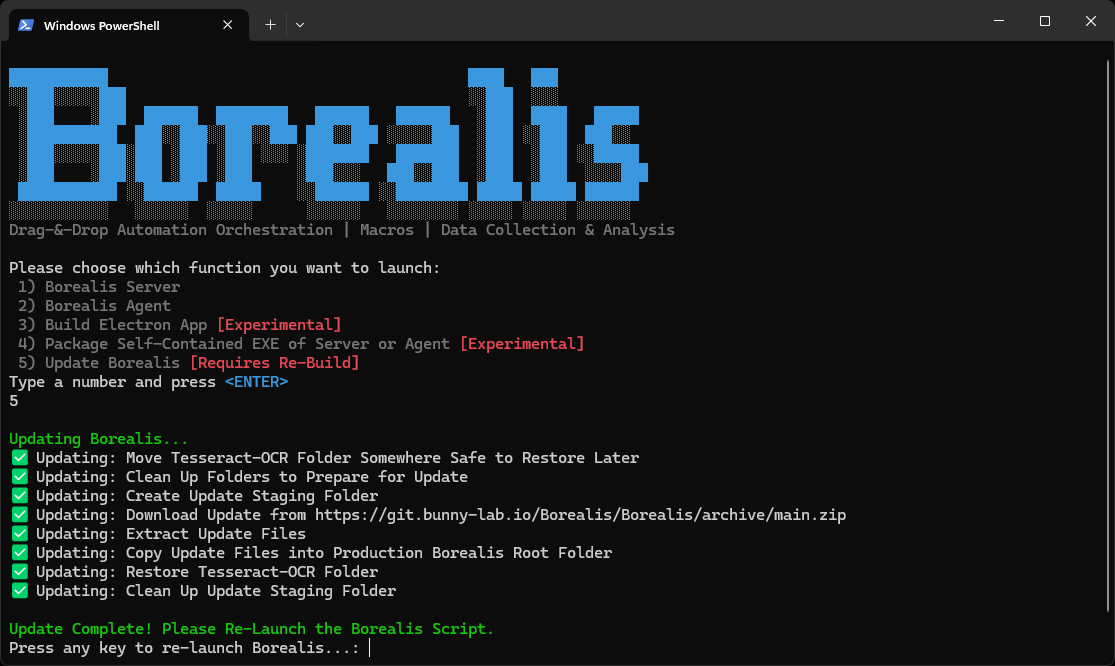 Windows PowerShell
Borealis
Drag-&-Drop Automation Orchestration | Macros | Data Collection & Analysis
Please choose which function you want to launch:
1) Borealis Server
2) Borealis Agent
3) Build Electron App [Experimental]
4) Package Self-Contained EXE of Server or Agent [Experimental]
5) Update Borealis [Requires Re-Build]
Type a number and press <ENTER>
5
Updating Borealis...
✅ Updating: Move Tesseract-OCR Folder Somewhere Safe to Restore Later
✅ Updating: Clean Up Folders to Prepare for Update
✅ Updating: Create Update Staging Folder
✅ Updating: Download Update from https://git.bunny-lab.io/Borealis/Borealis/archive/main.zip
✅ Updating: Extract Update Files
✅ Updating: Copy Update Files into Production Borealis Root Folder
✅ Updating: Restore Tesseract-OCR Folder
✅ Updating: Clean Up Update Staging Folder
Update Complete! Please Re-Launch the Borealis Script.
Press any key to re-launch Borealis...: